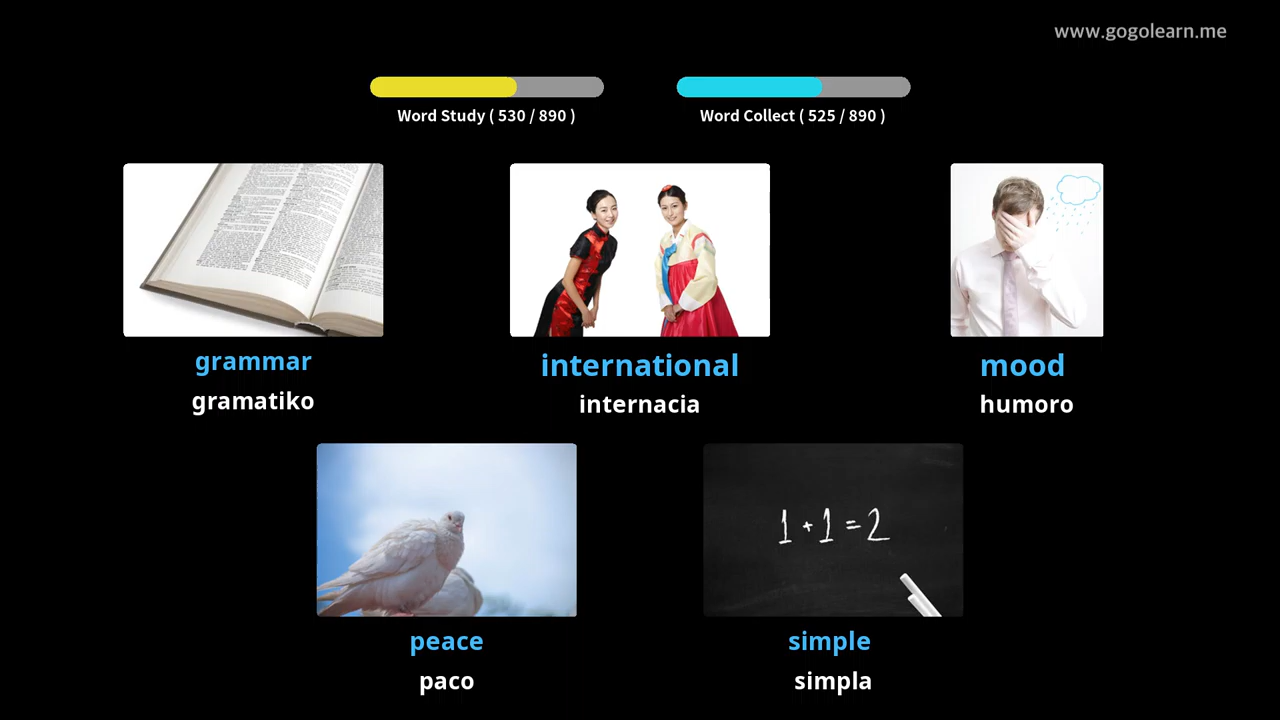 www.gogolearn.me
Word Study ( 530 / 890 )
Word Collect ( 525 / 890 )
grammar
gramatiko
international
internacia
mood
humoro
1 + 1 = 2
peace
paco
simple
simpla